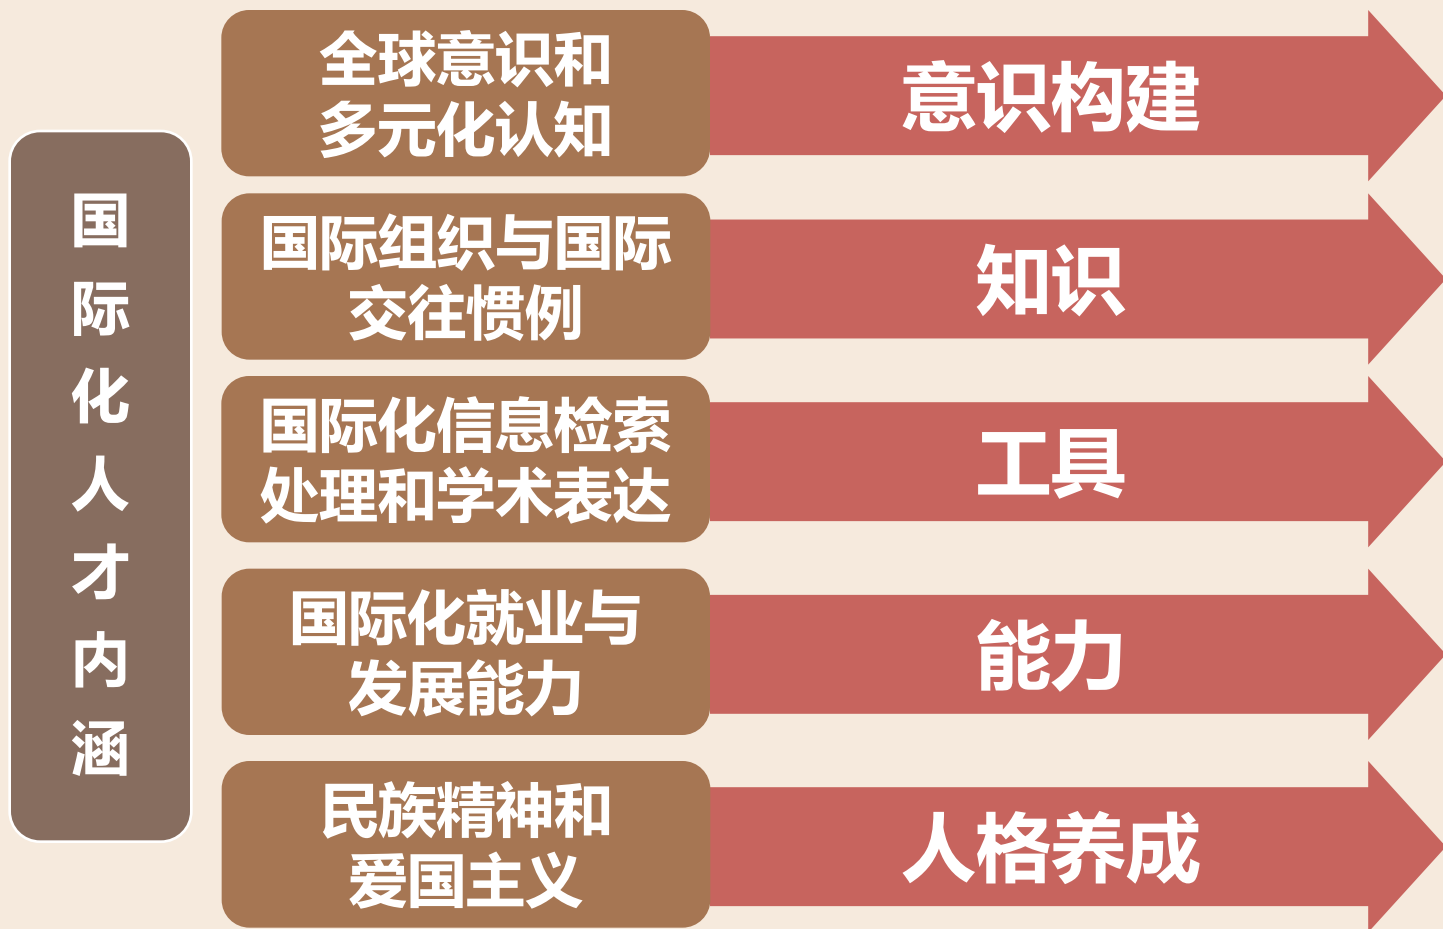 国际化人才内涵
全球意识和
多元化认知
意识构建
国际组织与国际
交往惯例
知识
国际化信息检索
处理和学术表达
工具
国际化就业与
发展能力
能力
民族精神和
爱国主义
人格养成